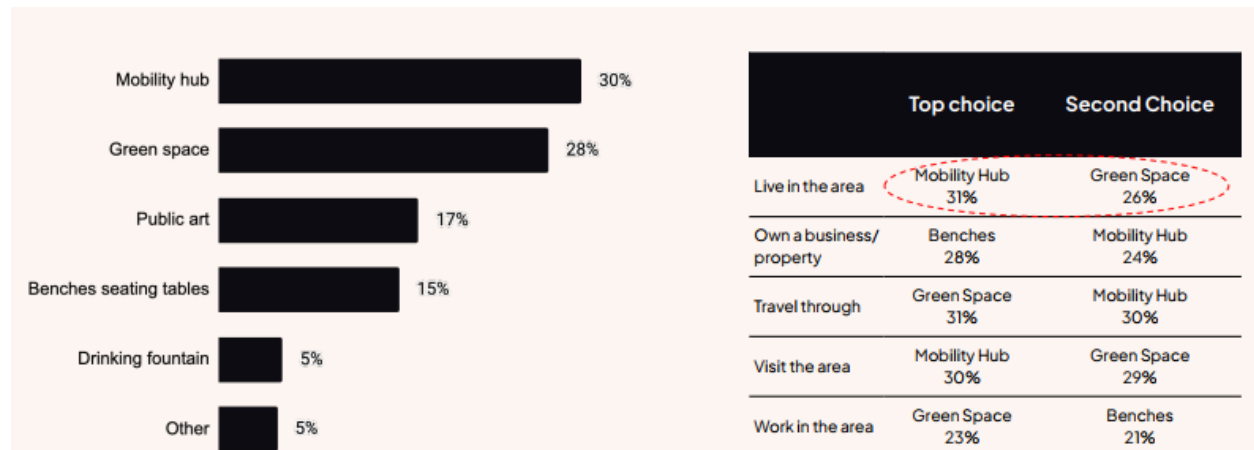 Mobility hub 30%
Green space 28%
Public art 17%
Benches seating tables 15%
Drinking fountain 5%
Other 5%
Top choice Second Choice
Live in the area Mobility Hub Green Space
31% 26%
Own a business/ Benches Mobility Hub
property 28% 24%
Travel through Green Space Mobility Hub
31% 30%
Visit the area Mobility Hub Green Space
30% 29%
Work in the area Green Space Benches
23% 21%